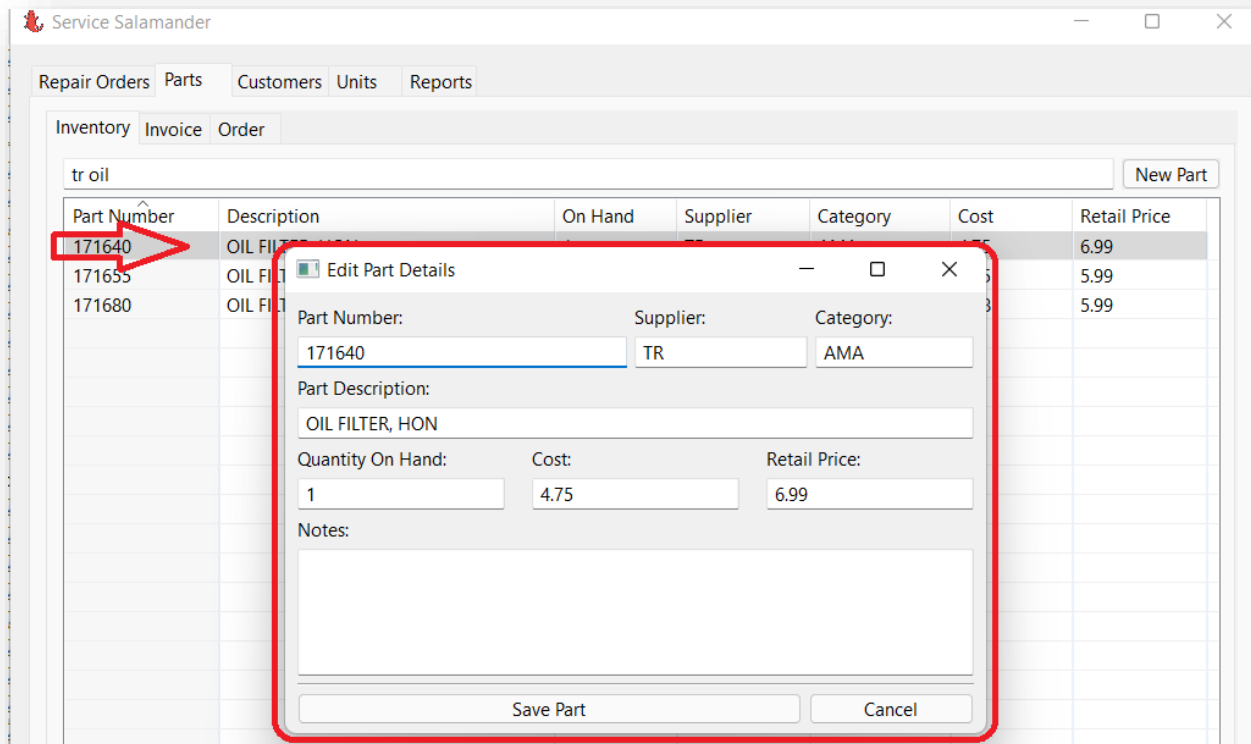 Service Salamander
Repair Orders Parts Customers Units Reports
Inventory Invoice Order
tr oil New Part
Part Number Description On Hand Supplier Category Cost Retail Price
171640 OIL 6.99
171655 OIL 5.99
171680 OIL 5.99
Edit Part Details
Part Number: Supplier: Category:
171640 TR AMA
Part Description:
OIL FILTER, HON
Quantity On Hand: Cost: Retail Price:
1 4.75 6.99
Notes:
Save Part Cancel